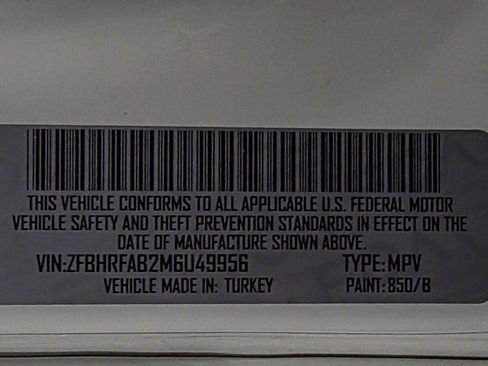 THIS VEHICLE CONFORMS TO ALL APPLICABLE U.S. FEDERAL MOTOR
VEHICLE SAFETY AND THEFT PREVENTION STANDARDS IN EFFECT ON THE
DATE OF MANUFACTURE SHOWN ABOVE.
VIN:ZFBHRFAB2M6U49956 TYPE: MPV
VEHICLE MADE IN: TURKEY PAINT: 850/B